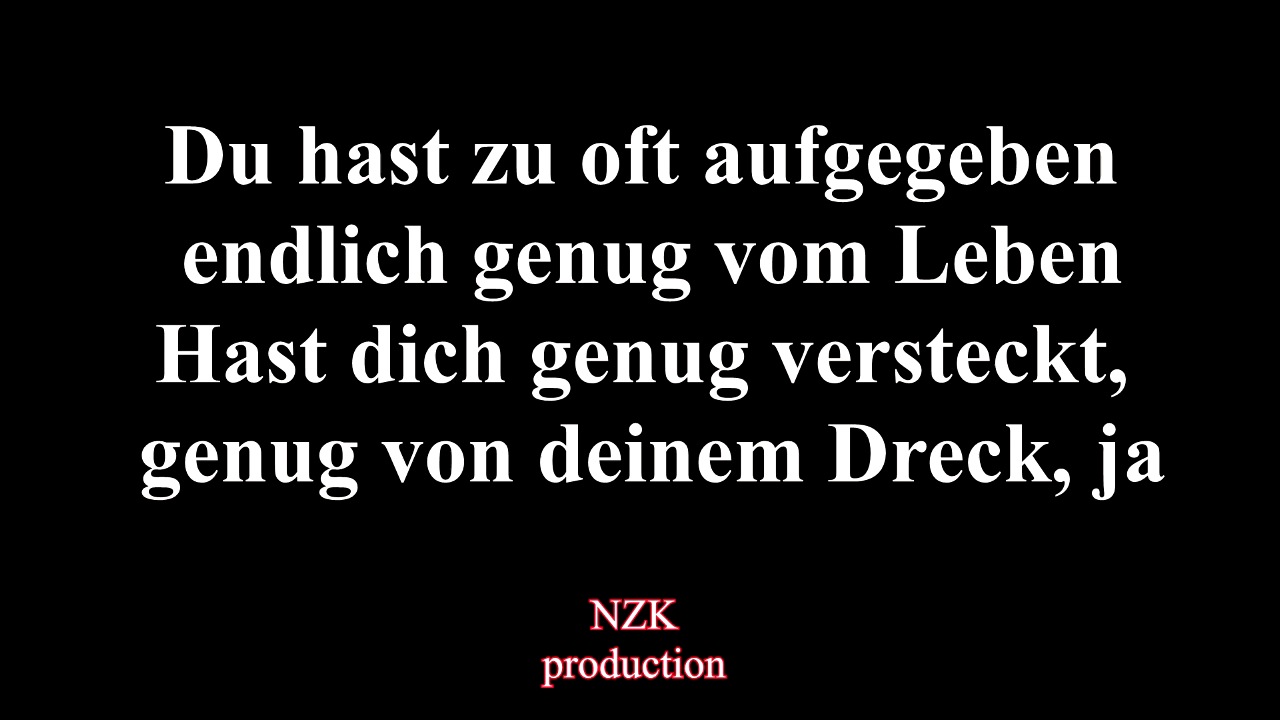 Du hast zu oft aufgegeben
endlich genug vom Leben
Hast dich genug versteckt,
genug von deinem Dreck, ja
NZK
production